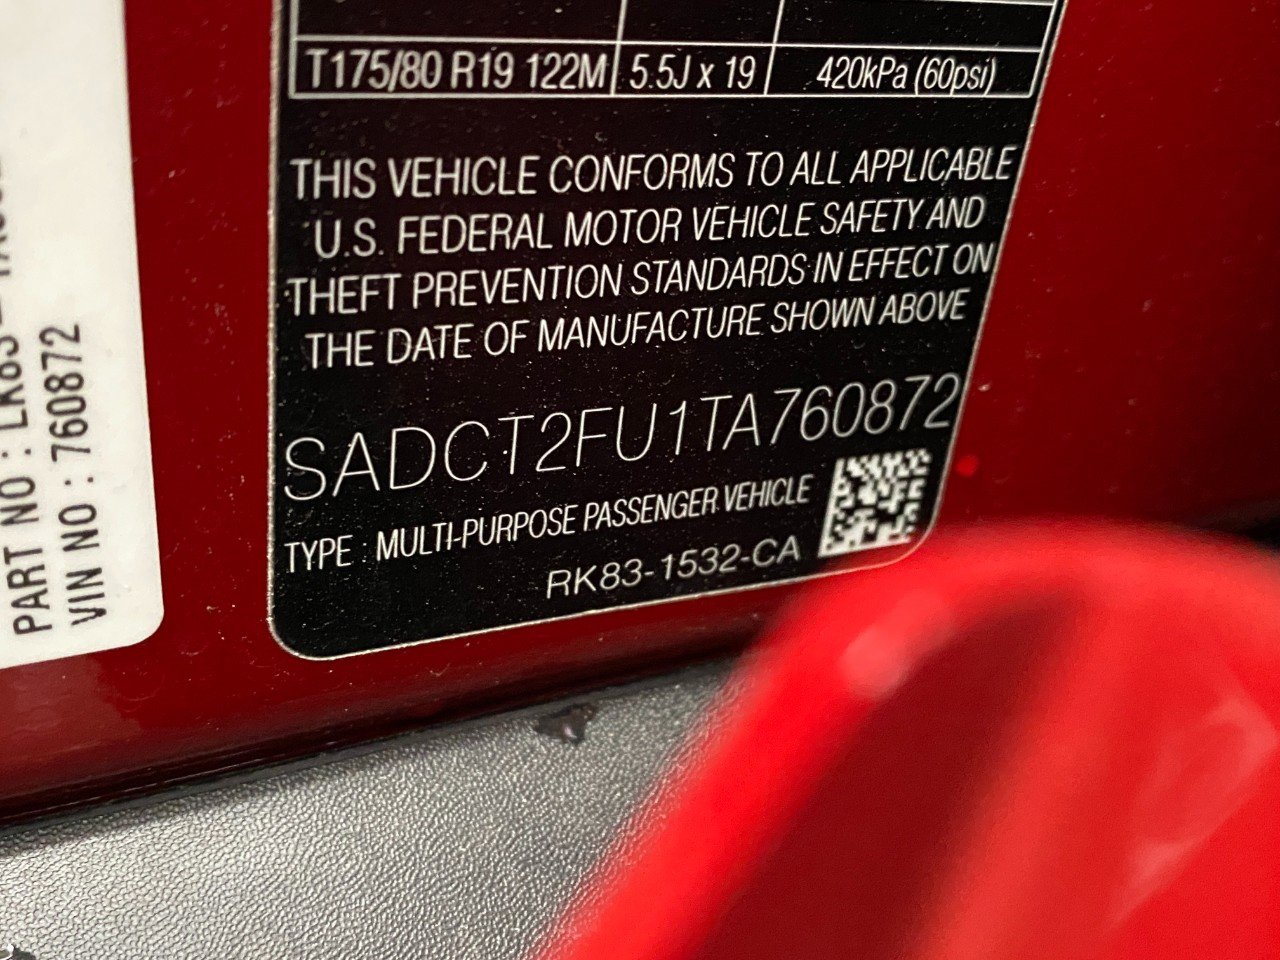 T175/80 R19 122M 5.5J x 19 420kPa (60psi)
THIS VEHICLE CONFORMS TO ALL APPLICABLE
U.S. FEDERAL MOTOR VEHICLE SAFETY AND
THEFT PREVENTION STANDARDS IN EFFECT ON
THE DATE OF MANUFACTURE SHOWN ABOVE
SADCT2FU1TA760872
TYPE : MULTI-PURPOSE PASSENGER VEHICLE
RK83-1532-CA
PART NO :
VIN NO : 760872